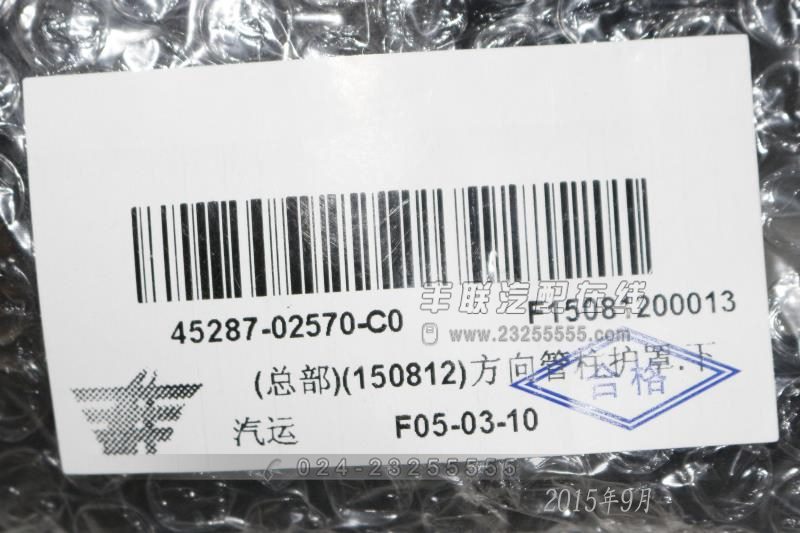 丰联汽配在线
45287-02570-C0 F15081200013
www.23255555.com
(总部)(150812)方向管柱护罩.下
合格
汽运 F05-03-10
024-23255555
2015年9月